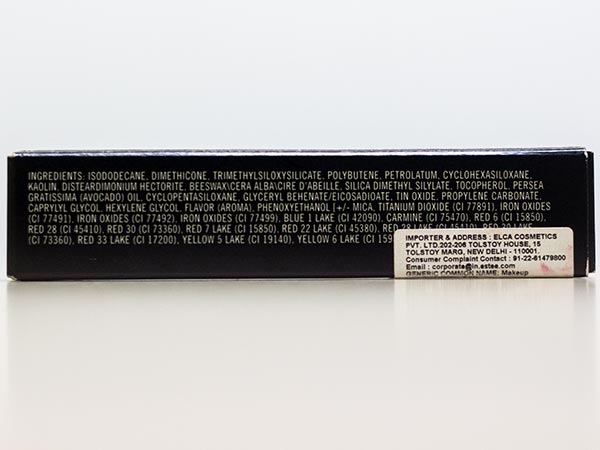 INGREDIENTS: ISODODECANE, DIMETHICONE, TRIMETHYLSILOXYSILICATE, POLYBUTENE, PETROLATUM, CYCLOHEXASILOXANE,
KAOLIN, DISTEARDIMONIUM HECTORITE, BEESWAX\CERA ALBA\CIRE D'ABEILLE, SILICA DIMETHYL SILYLATE, TOCOPHEROL, PERSEA
GRATISSIMA (AVOCADO) OIL, CYCLOPENTASILOXANE, GLYCERYL BEHENATE/EICOSADIOATE, TIN OXIDE, PROPYLENE CARBONATE,
CAPRYLYL GLYCOL, HEXYLENE GLYCOL, FLAVOR (AROMA), PHENOXYETHANOL [+/- MICA, TITANIUM DIOXIDE (CI 77891), IRON OXIDES
(CI 77491), IRON OXIDES (CI 77492), IRON OXIDES (CI 77499), BLUE 1 LAKE (CI 42090), CARMINE (CI 75470), RED 6 (CI 15850),
RED 28 (CI 45410), RED 30 (CI 73360), RED 7 LAKE (CI 15850), RED 22 LAKE (CI 45380), RED 28 LAKE (CI 45410), RED 30 LAKE
(CI 73360), RED 33 LAKE (CI 17200), YELLOW 5 LAKE (CI 19140), YELLOW 6 LAKE (CI
IMPORTER & ADDRESS : ELCA COSMETICS
PVT. LTD.202-206 TOLSTOY HOUSE, 15
TOLSTOY MARG, NEW DELHI - 110001.
Consumer Complaint Contact : 91-22-61479800
Email : corporate@in.estee.com
GENERIC COMMON NAME: Makeup